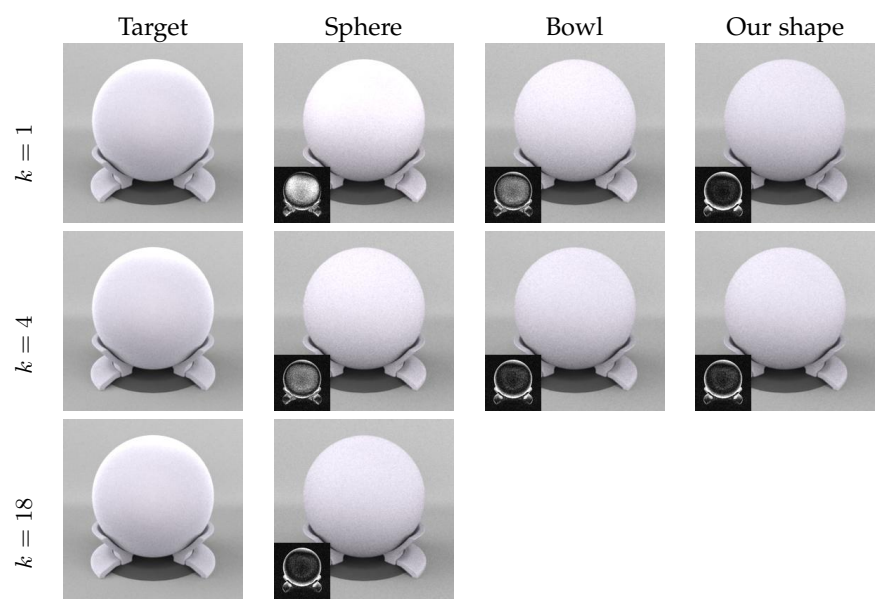 Target Sphere Bowl Our shape
k = 1
k = 4
k = 18